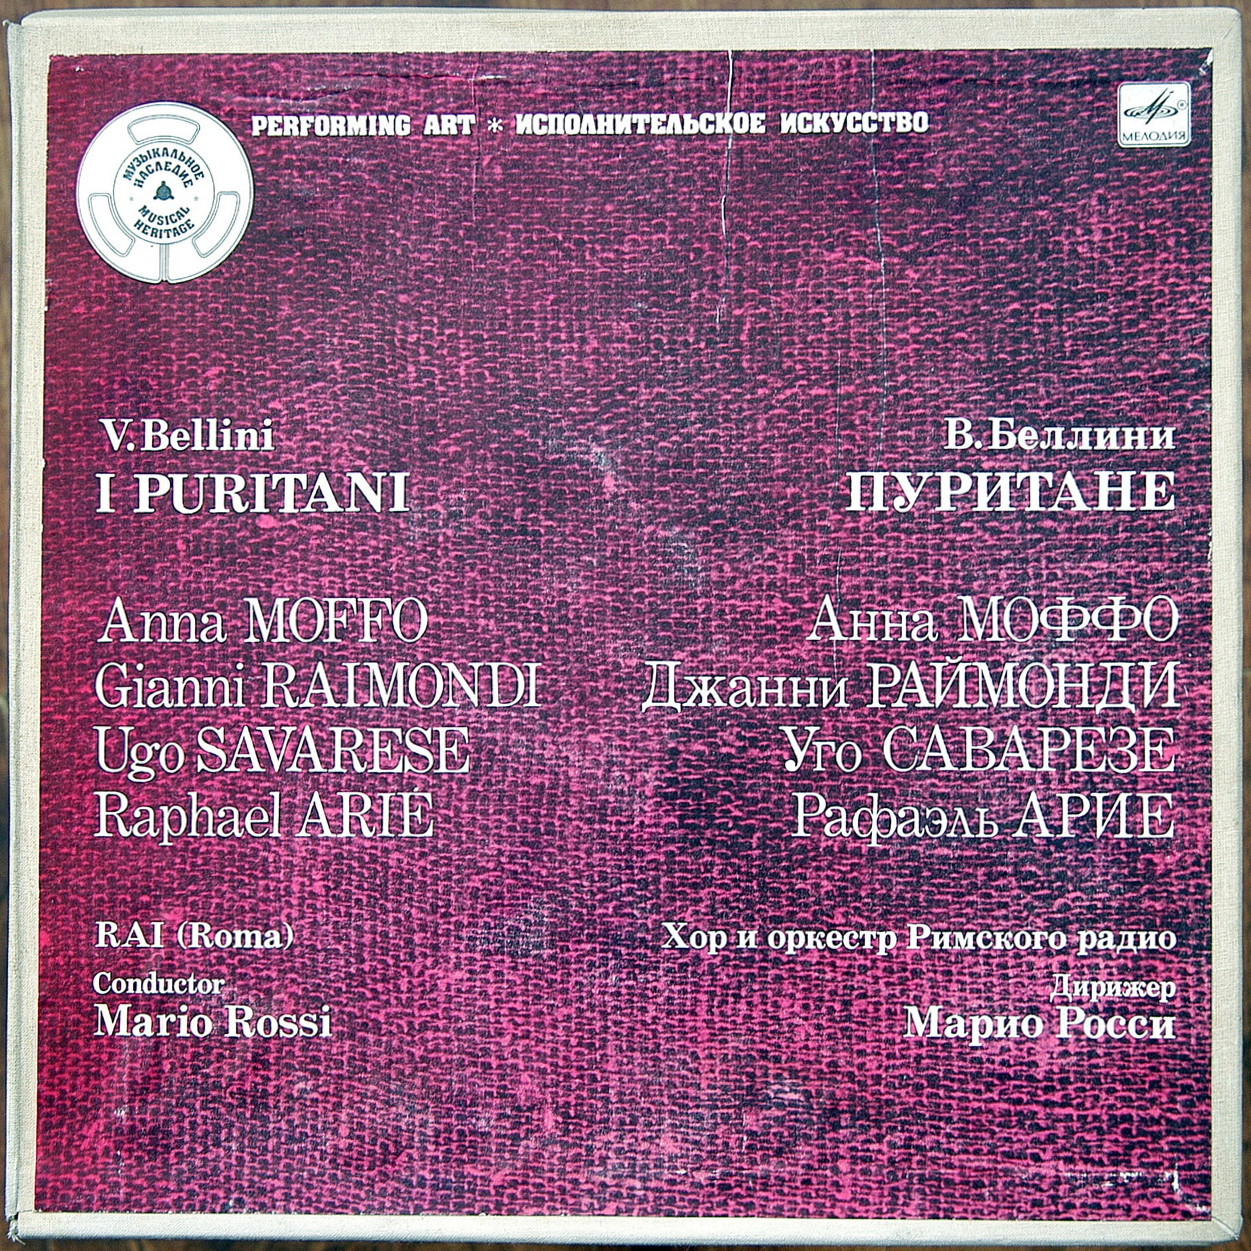 PERFORMING ART * ИСПОЛНИТЕЛЬСКОЕ ИСКУССТВО
МЕЛОДИЯ
МУЗЫКАЛЬНОЕ
НАСЛЕДИЕ
MUSICAL
HERITAGE
V. Bellini
I PURITANI
Anna MOFFO
Gianni RAIMONDI
Ugo SAVARESE
Raphael ARIÉ
RAI (Roma)
Conductor
Mario Rossi
В. Беллини
ПУРИТАНЕ
Анна МОФФО
Джанни РАЙМОНДИ
Уго САВАРЕЗЕ
Рафаэль АРИЕ
Хор и оркестр Римского радио
Дирижер
Марио Росси